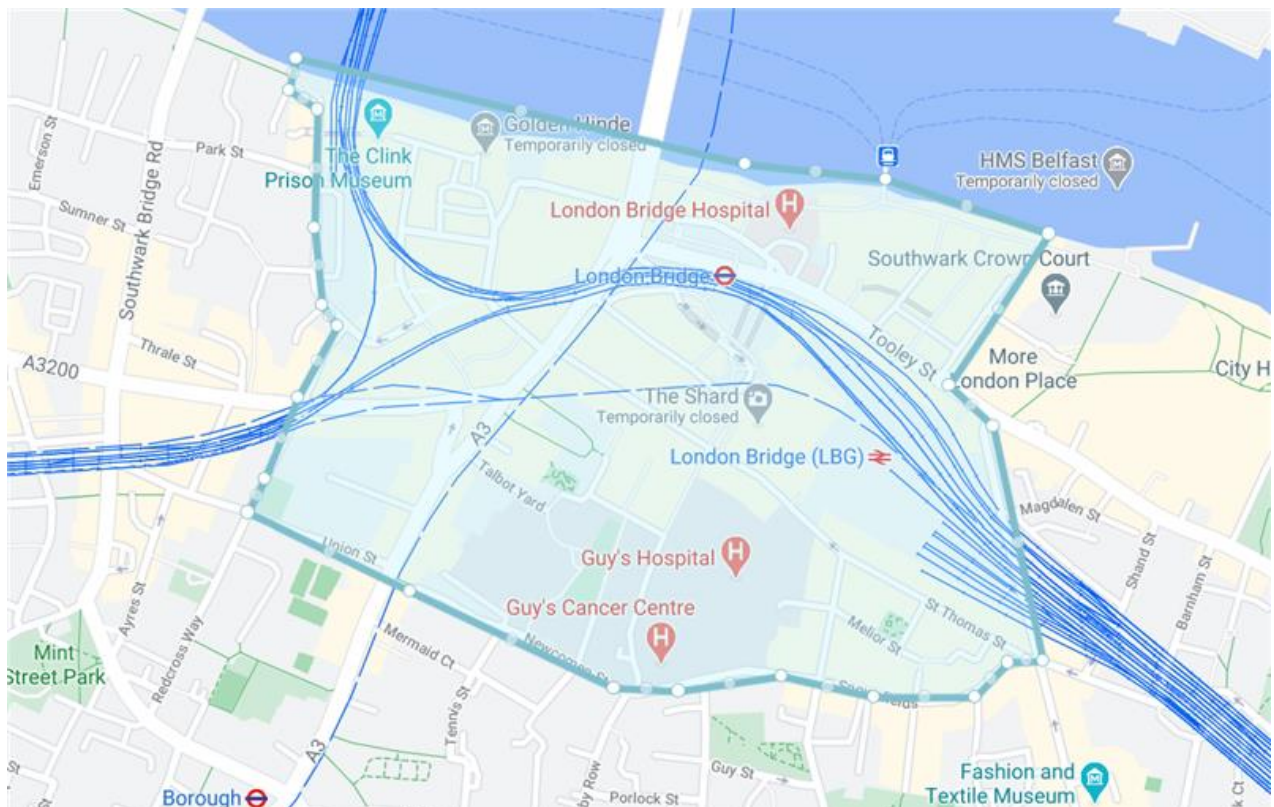 Golden Hinde
Temporarily closed
The Clink
Prison Museum
HMS Belfast
Temporarily closed
Emerson St
Park St
Southwark Bridge Rd
London Bridge Hospital
H
Sumner St
Southwark Crown Court
London Bridge
Tooley St
Thrale St
A3200
More
London Place
City H
The Shard
Temporarily closed
A3
London Bridge (LBG)
Talbot Yard
Magdalen St
Union St
Guy's Hospital
H
Shand St
Barnham St
Ayres St
Redcross Way
Guy's Cancer Centre
H
St Thomas St
Melior St
Mermaid Ct
Newcomen St
Mint
Street Park
Tennis St
Snowsfields
A3
Guy St
Fashion and
Textile Museum
Borough
by Row
Porlock St
Ct